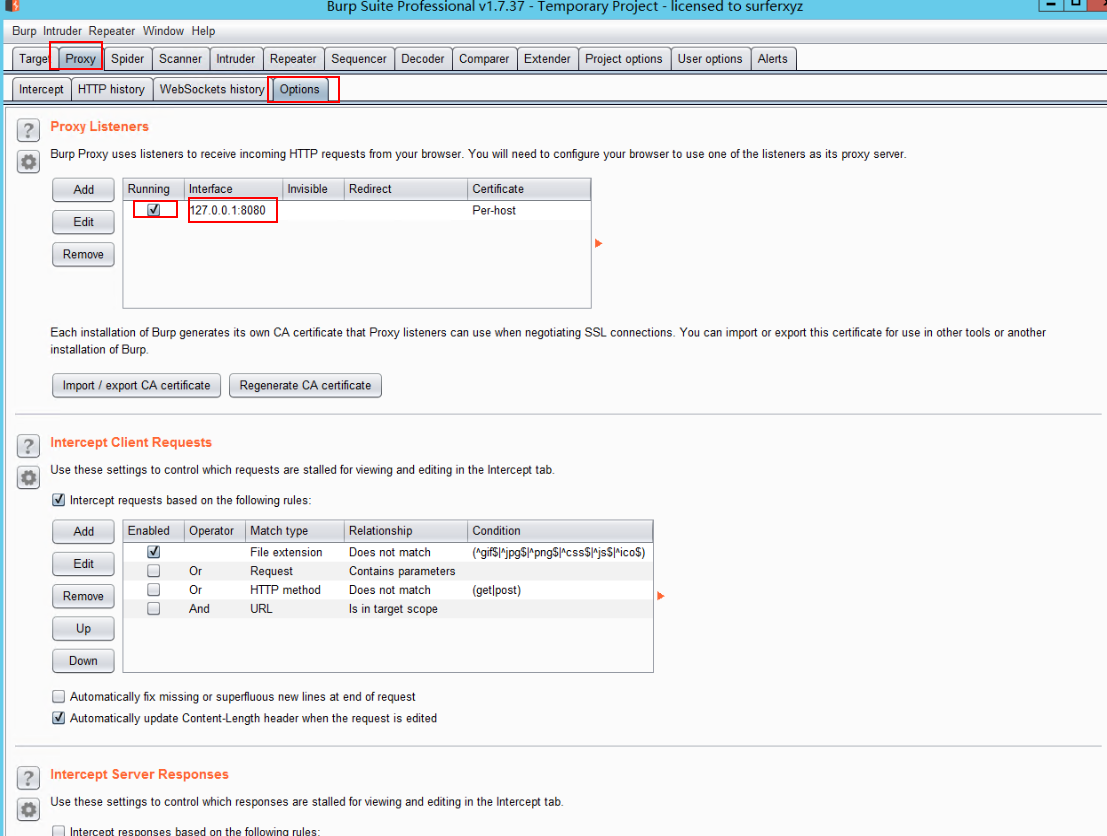 Burp Suite Professional v1.7.37 - Temporary Project - licensed to surferxyz
Burp Intruder Repeater Window Help
Target Proxy Spider Scanner Intruder Repeater Sequencer Decoder Comparer Extender Project options User options Alerts
Intercept HTTP history WebSockets history Options
? Proxy Listeners
Burp Proxy uses listeners to receive incoming HTTP requests from your browser. You will need to configure your browser to use one of the listeners as its proxy server.
Add Running Interface Invisible Redirect Certificate
127.0.0.1:8080 Per-host
Edit
Remove
Each installation of Burp generates its own CA certificate that Proxy listeners can use when negotiating SSL connections. You can import or export this certificate for use in other tools or another
installation of Burp.
Import / export CA certificate Regenerate CA certificate
? Intercept Client Requests
Use these settings to control which requests are stalled for viewing and editing in the Intercept tab.
Intercept requests based on the following rules:
Add Enabled Operator Match type Relationship Condition
File extension Does not match (^gif$|^jpg$|^png$|^css$|^js$|^ico$)
Edit Or Request Contains parameters
Remove Or HTTP method Does not match (get|post)
And URL Is in target scope
Up
Down
Automatically fix missing or superfluous new lines at end of request
Automatically update Content-Length header when the request is edited
? Intercept Server Responses
Use these settings to control which responses are stalled for viewing and editing in the Intercept tab.
Intercept responses based on the following rules: